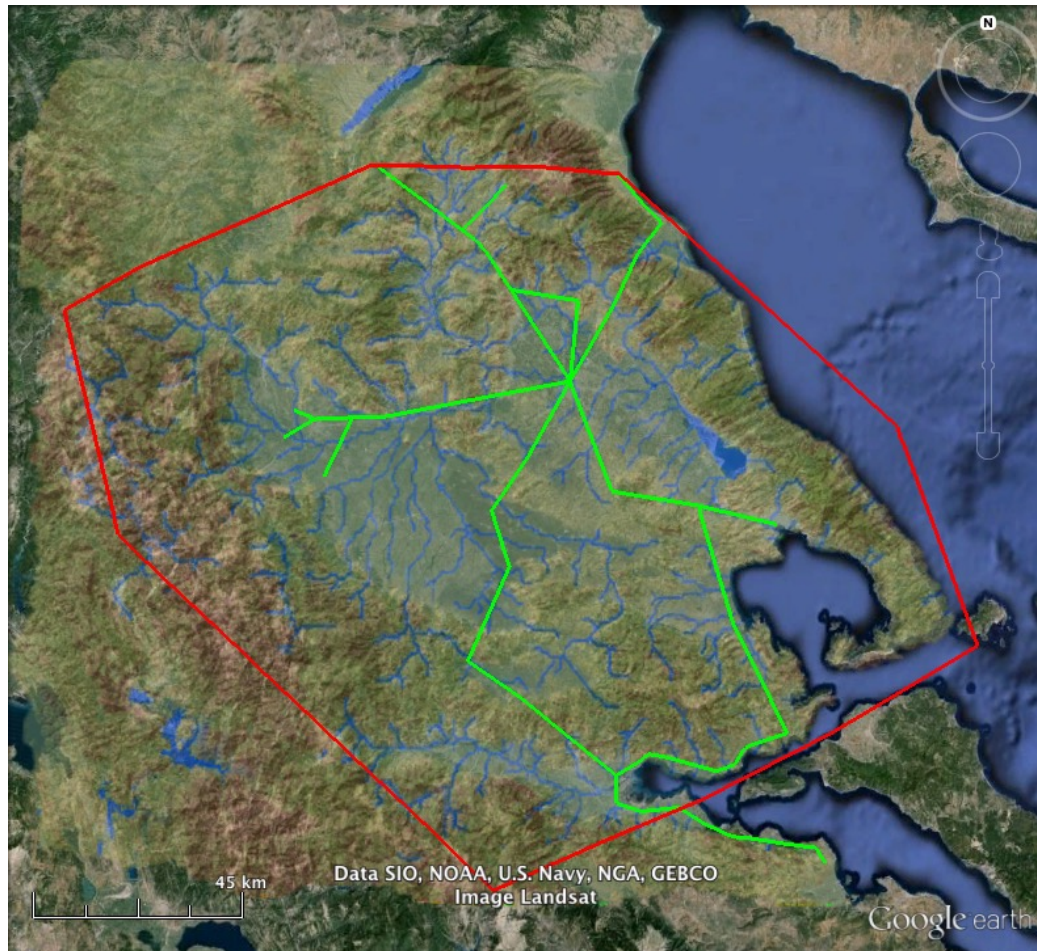 N
45 km
Data SIO, NOAA, U.S. Navy, NGA, GEBCO
Image Landsat
Google earth